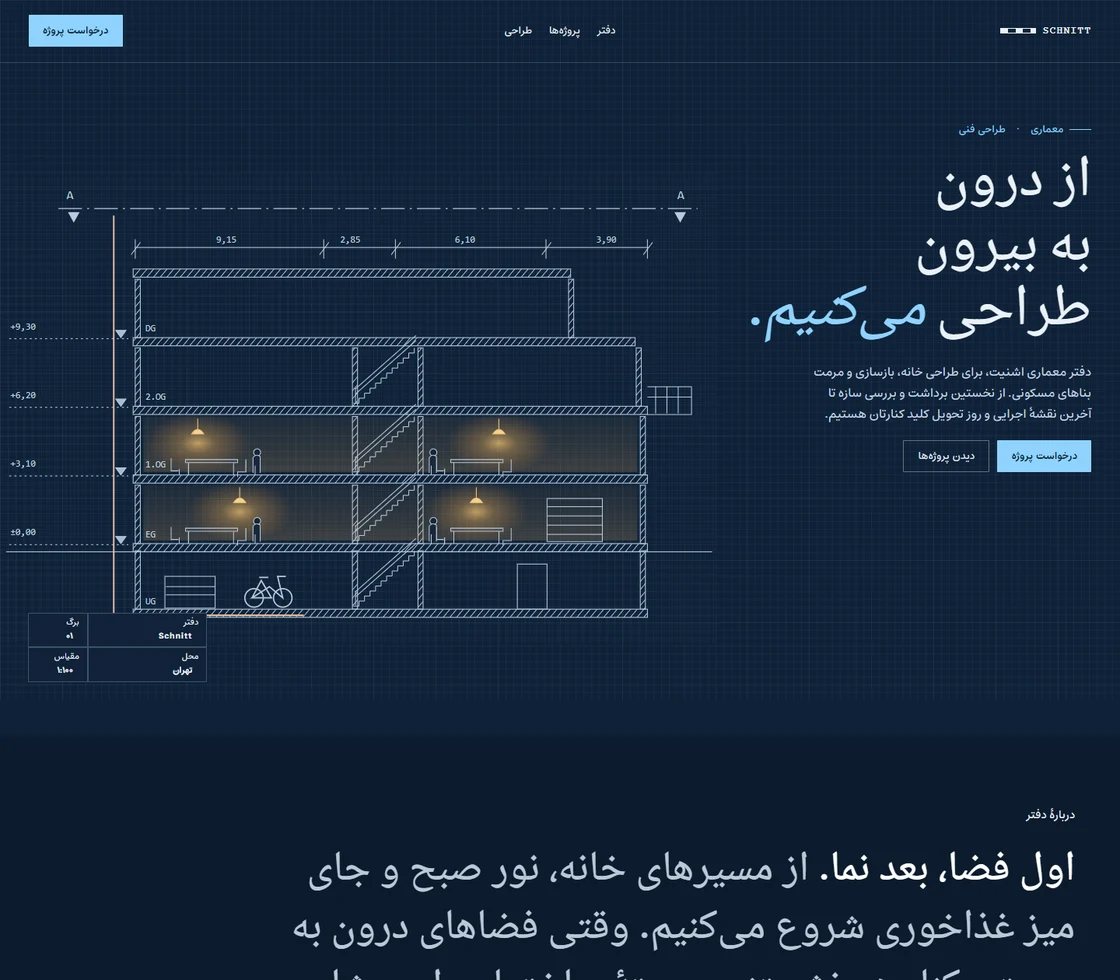 SCHNITT
دفتر پروژه‌ها طراحی
درخواست پروژه
معماری · طراحی فنی
از درون
به بیرون
طراحی می‌کنیم.
دفتر معماری اشنیت، برای طراحی خانه، بازسازی و مرمت
بناهای مسکونی. از نخستین برداشت و بررسی سازه تا
آخرین نقشهٔ اجرایی و روز تحویل کلید کنارتان هستیم.
درخواست پروژه
دیدن پروژه‌ها
A A
9,15 2,85 6,10 3,90
+9,30
DG
+6,20
2.OG
+3,10
1.OG
±0,00
EG
UG
دفتر
Schnitt
برگ
۰۱
محل
تهران
مقیاس
۱:۱۰۰
دربارهٔ دفتر
اول فضا، بعد نما. از مسیرهای خانه، نور صبح و جای
میز غذاخوری شروع می‌کنیم. وقتی فضاهای درون به